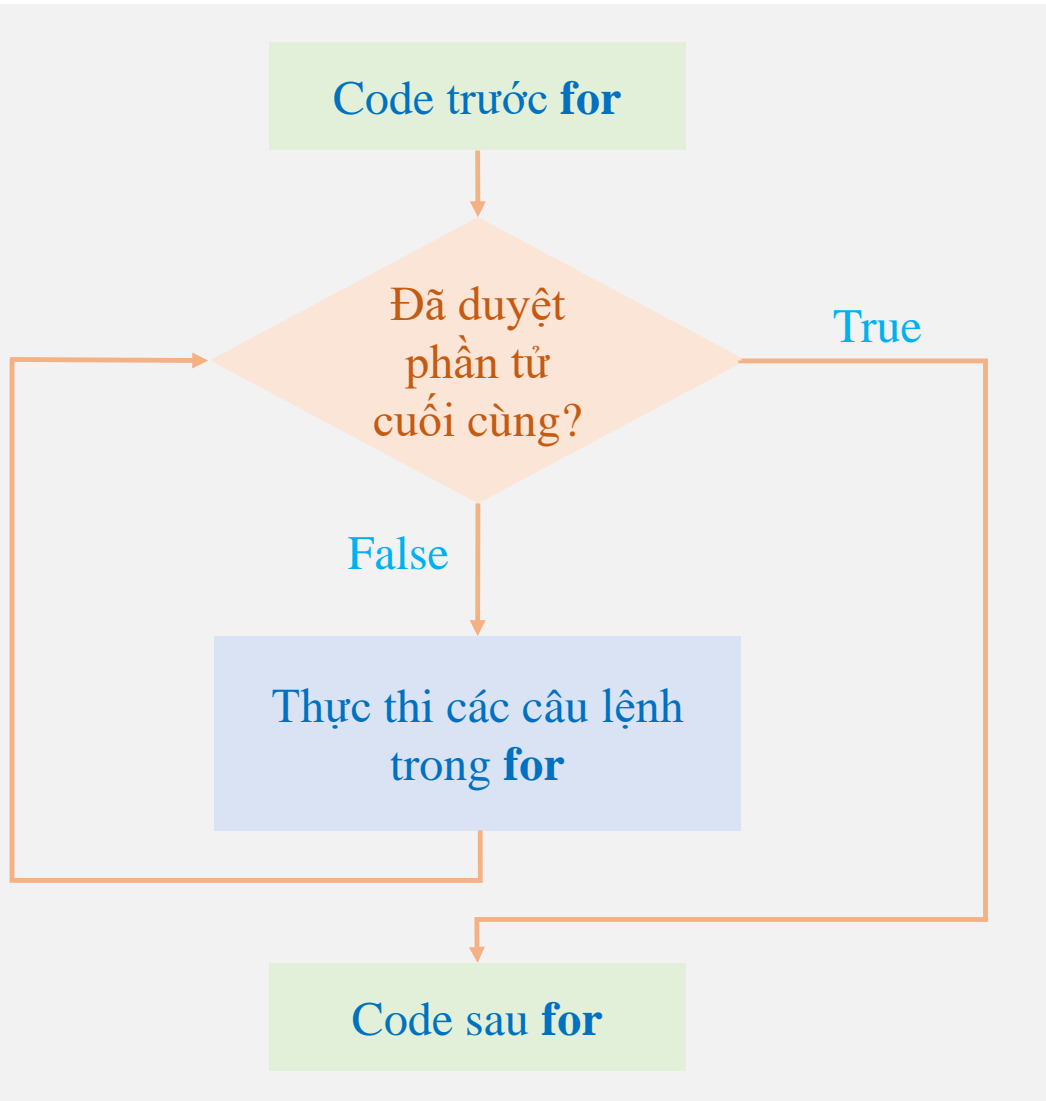 Code trước for
Đã duyệt
phần tử
cuối cùng?
True
False
Thực thi các câu lệnh
trong for
Code sau for